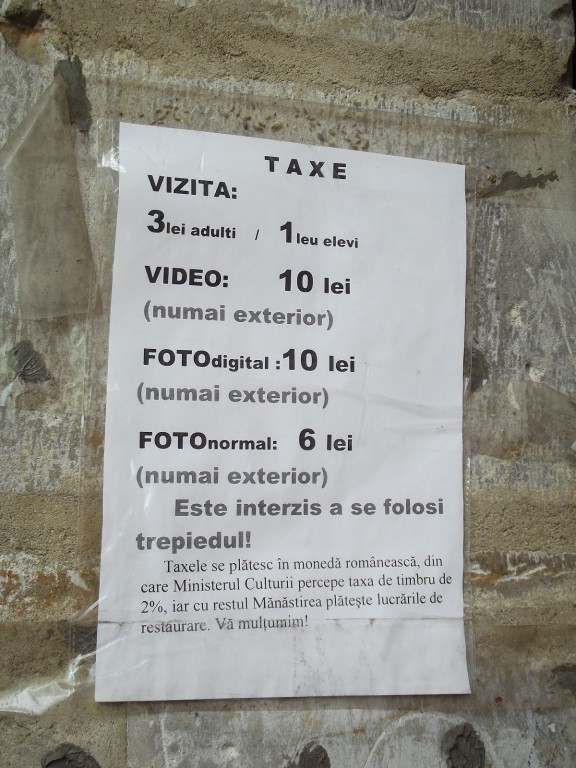 TAXE
VIZITA:
3lei adulti / 1leu elevi
VIDEO: 10 lei
(numai exterior)
FOTOdigital :10 lei
(numai exterior)
FOTOnormal: 6 lei
(numai exterior)
Este interzis a se folosi
trepiedul!
Taxele se plătesc în monedă românească, din
care Ministerul Culturii percepe taxa de timbru de
2%, iar cu restul Mănăstirea plătește lucrările de
restaurare. Vă mulțumim!